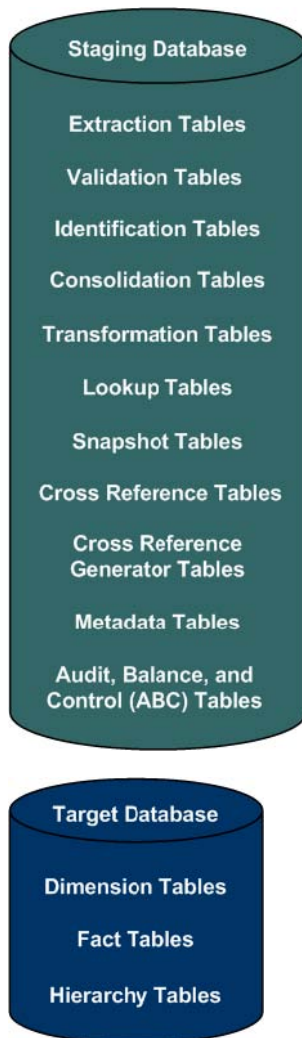 Staging Database
Extraction Tables
Validation Tables
Identification Tables
Consolidation Tables
Transformation Tables
Lookup Tables
Snapshot Tables
Cross Reference Tables
Cross Reference
Generator Tables
Metadata Tables
Audit, Balance, and
Control (ABC) Tables
Target Database
Dimension Tables
Fact Tables
Hierarchy Tables